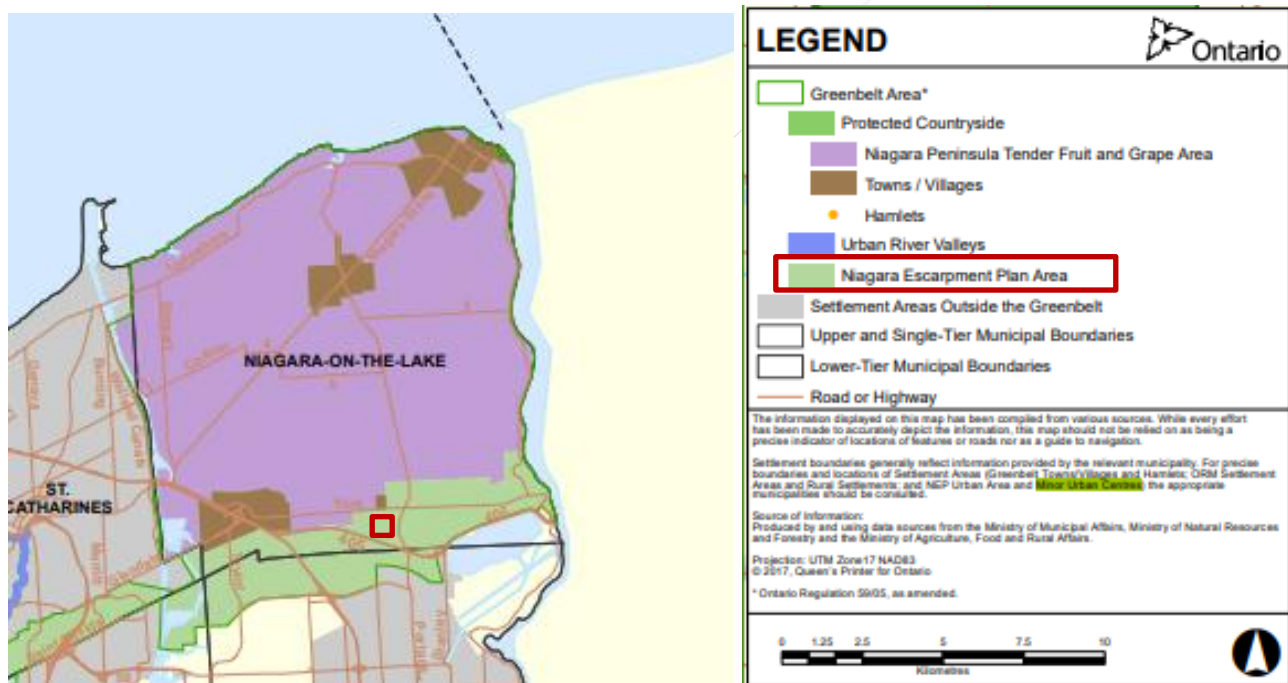 NIAGARA-ON-THE-LAKE
ST.
CATHARINES
405
405
LEGEND
Ontario
Greenbelt Area*
Protected Countryside
Niagara Peninsula Tender Fruit and Grape Area
Towns / Villages
Hamlets
Urban River Valleys
Niagara Escarpment Plan Area
Settlement Areas Outside the Greenbelt
Upper and Single-Tier Municipal Boundaries
Lower-Tier Municipal Boundaries
Road or Highway
The information displayed on this map has been compiled from various sources. While every effort
has been made to accurately depict the information, this map should not be relied on as being a
precise indicator of locations of features or roads nor as a guide to navigation.
Settlement boundaries generally reflect information provided by the relevant municipality. For precise
boundaries and locations of Settlement Areas (Greenbelt Towns/Villages and Hamlets; ORM Settlement
Areas and Rural Settlements; and NEP Urban Area and Minor Urban Centres) the appropriate
municipalities should be consulted.
Source of Information:
Produced by and using data sources from the Ministry of Municipal Affairs, Ministry of Natural Resources
and Forestry and the Ministry of Agriculture, Food and Rural Affairs.
Projection: UTM Zone17 NAD83
© 2017, Queen's Printer for Ontario
* Ontario Regulation 59/05, as amended.
0 1.25 2.5 5 7.5 10
Kilometres